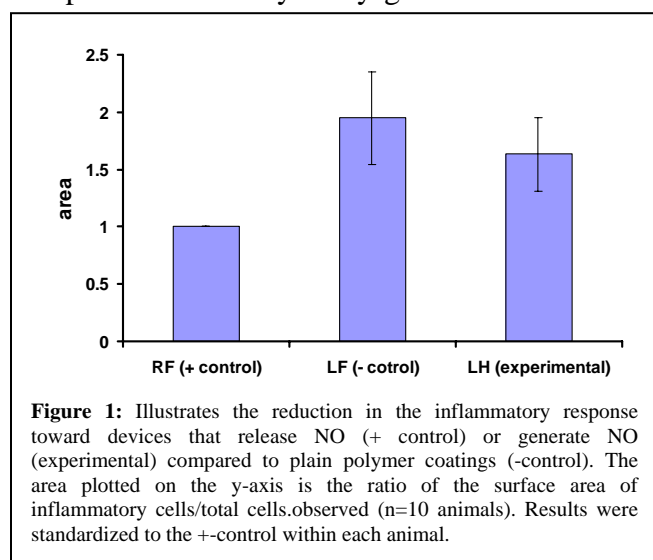 2.5
2
1.5
1
0.5
0
area
RF (+ control) LF (- cotrol) LH (experimental)
Figure 1: Illustrates the reduction in the inflammatory response
toward devices that release NO (+ control) or generate NO
(experimental) compared to plain polymer coatings (-control). The
area plotted on the y-axis is the ratio of the surface area of
inflammatory cells/total cells.observed (n=10 animals). Results were
standardized to the +-control within each animal.